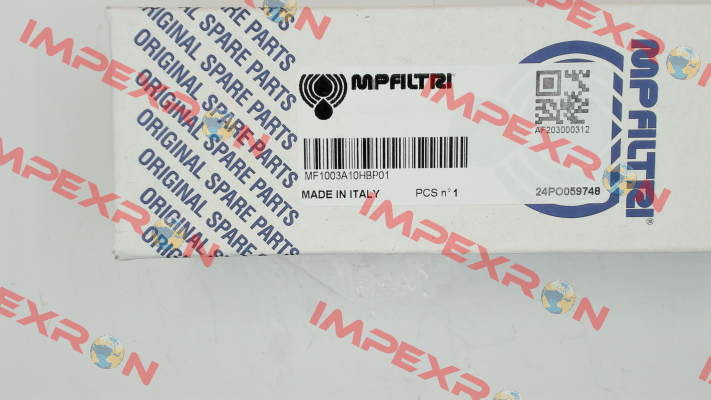 ORIGINAL SPARE PARTS
ORIGINAL SPARE PARTS
ORIGINAL SPARE PARTS
ORIGINAL SPARE PARTS
ORIGINAL SPARE PARTS
ORIGINAL SPARE PARTS
MPFILTRI
AF203000312
MF1003A10HBP01
MADE IN ITALY PCS n° 1 24PO059748
MPFILTRI®
IMPEXRON
IMPEXRON
IMPEXRON
IMPEXRON
IMPEXRON
IMPEXRON